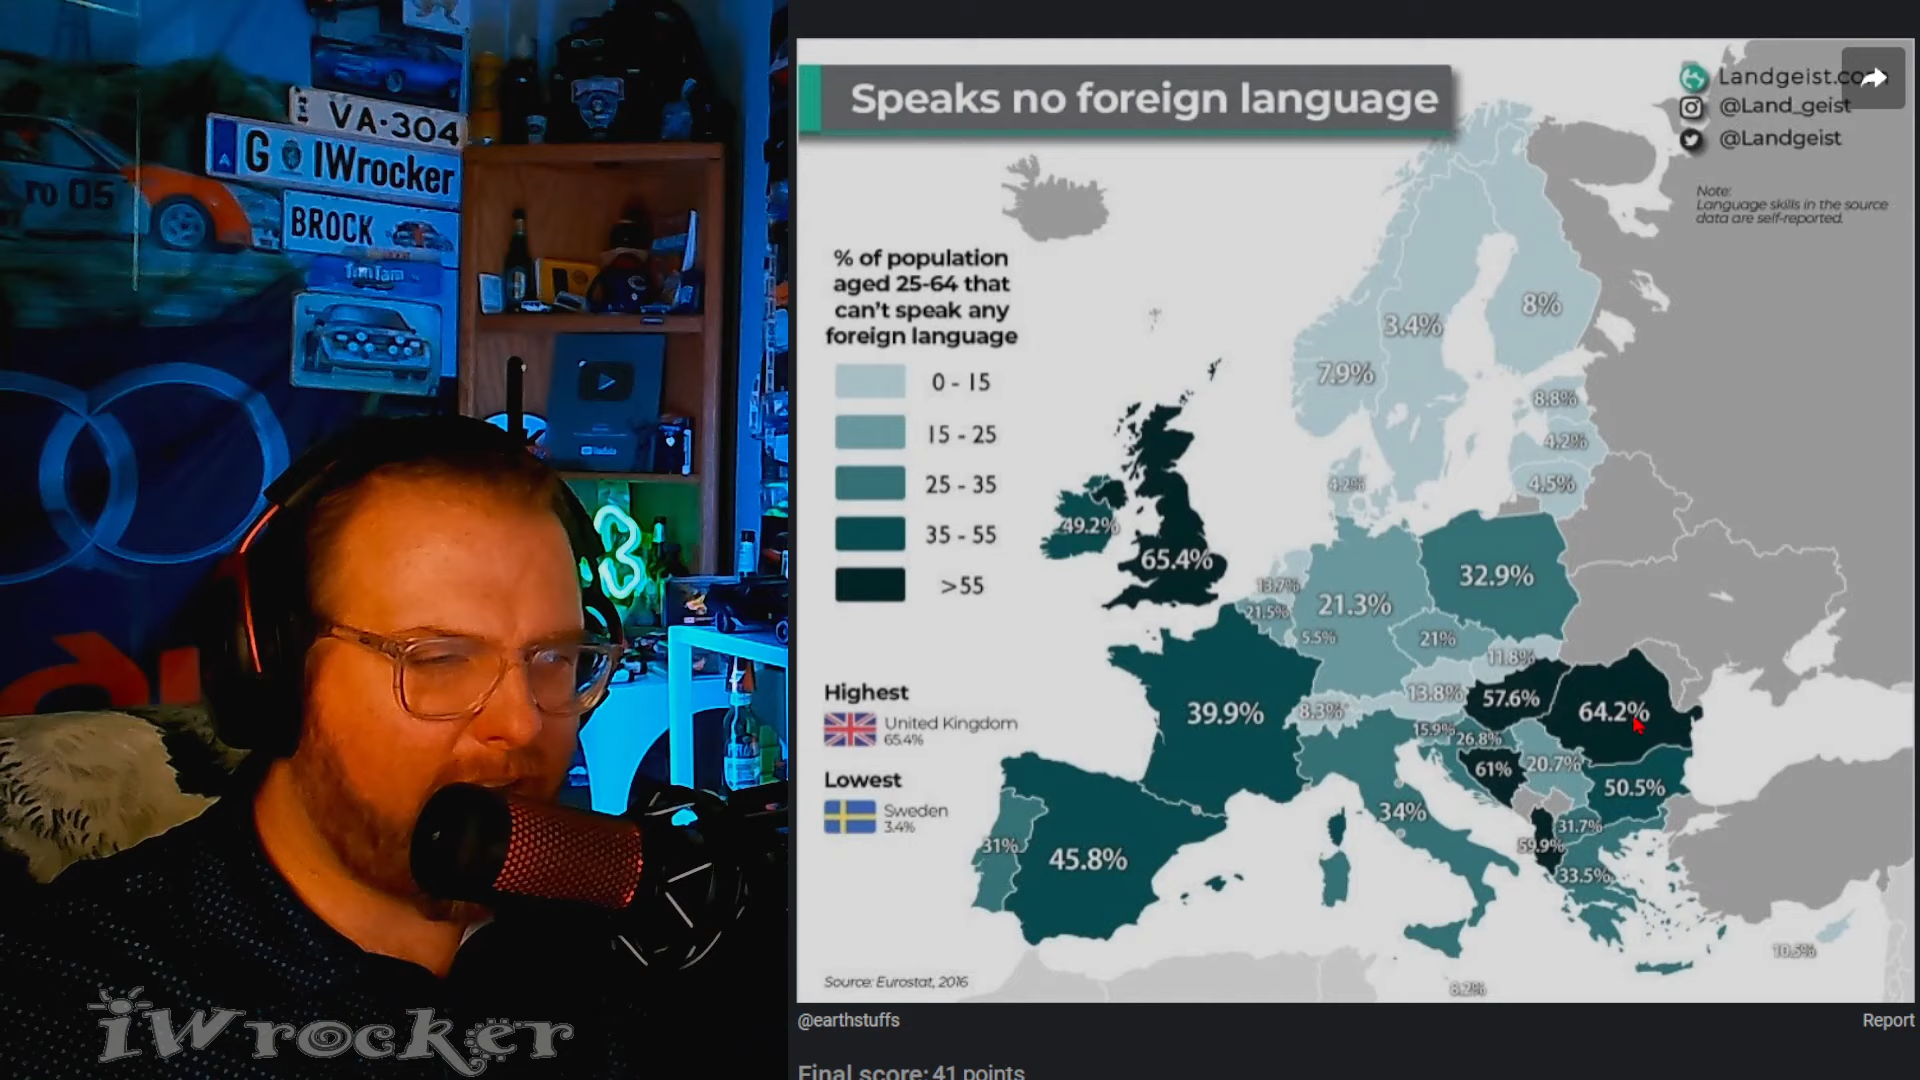 VA·304
G IWrocker
A
ro 05
BROCK
TimTam
YouTube
iWrocker
Speaks no foreign language
Landgeist.co
@Land_geist
@Landgeist
Note:
Language skills in the source
data are self-reported.
% of population
aged 25-64 that
can't speak any
foreign language
0 - 15
15 - 25
25 - 35
35 - 55
>55
Highest
United Kingdom
65.4%
Lowest
Sweden
3.4%
8%
3.4%
7.9%
8.8%
4.2%
4.5%
4.2%
49.2%
65.4%
13.7%
21.5%
5.5%
21.3%
32.9%
21%
11.8%
13.8%
57.6%
64.2%
39.9%
8.3%
15.9%
26.8%
61%
20.7%
50.5%
34%
31.7%
59.9%
33.5%
31%
45.8%
10.5%
8.2%
Source: Eurostat, 2016
@earthstuffs
Report
Final score: 41 points